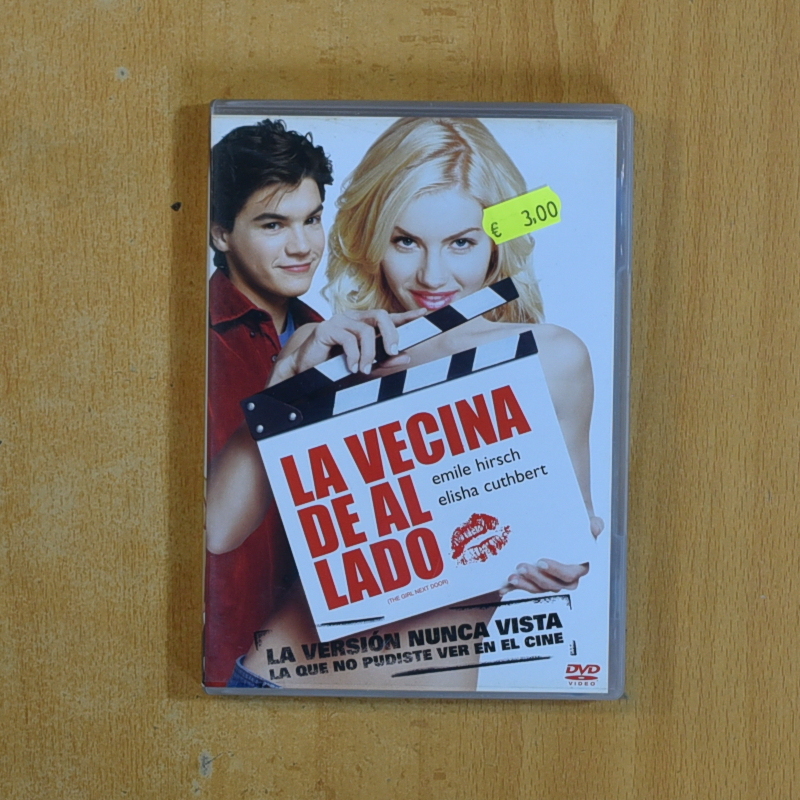 € 3,00
LA VECINA
DE AL
LADO
emile hirsch
elisha cuthbert
(THE GIRL NEXT DOOR)
LA VERSIÓN NUNCA VISTA
LA QUE NO PUDISTE VER EN EL CINE
DVD
VIDEO